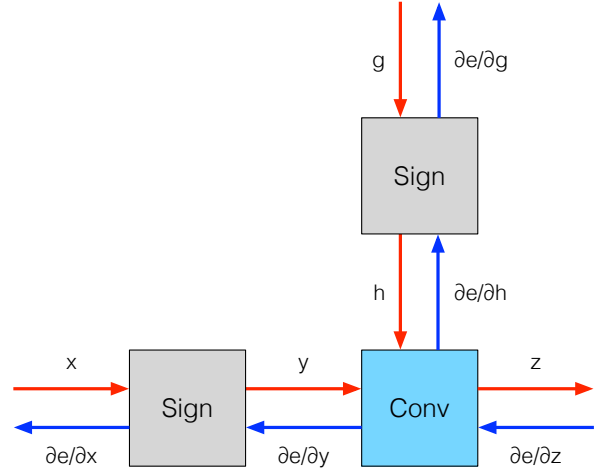 g
∂e/∂g
Sign
h
∂e/∂h
x
y
z
Sign
Conv
∂e/∂x
∂e/∂y
∂e/∂z